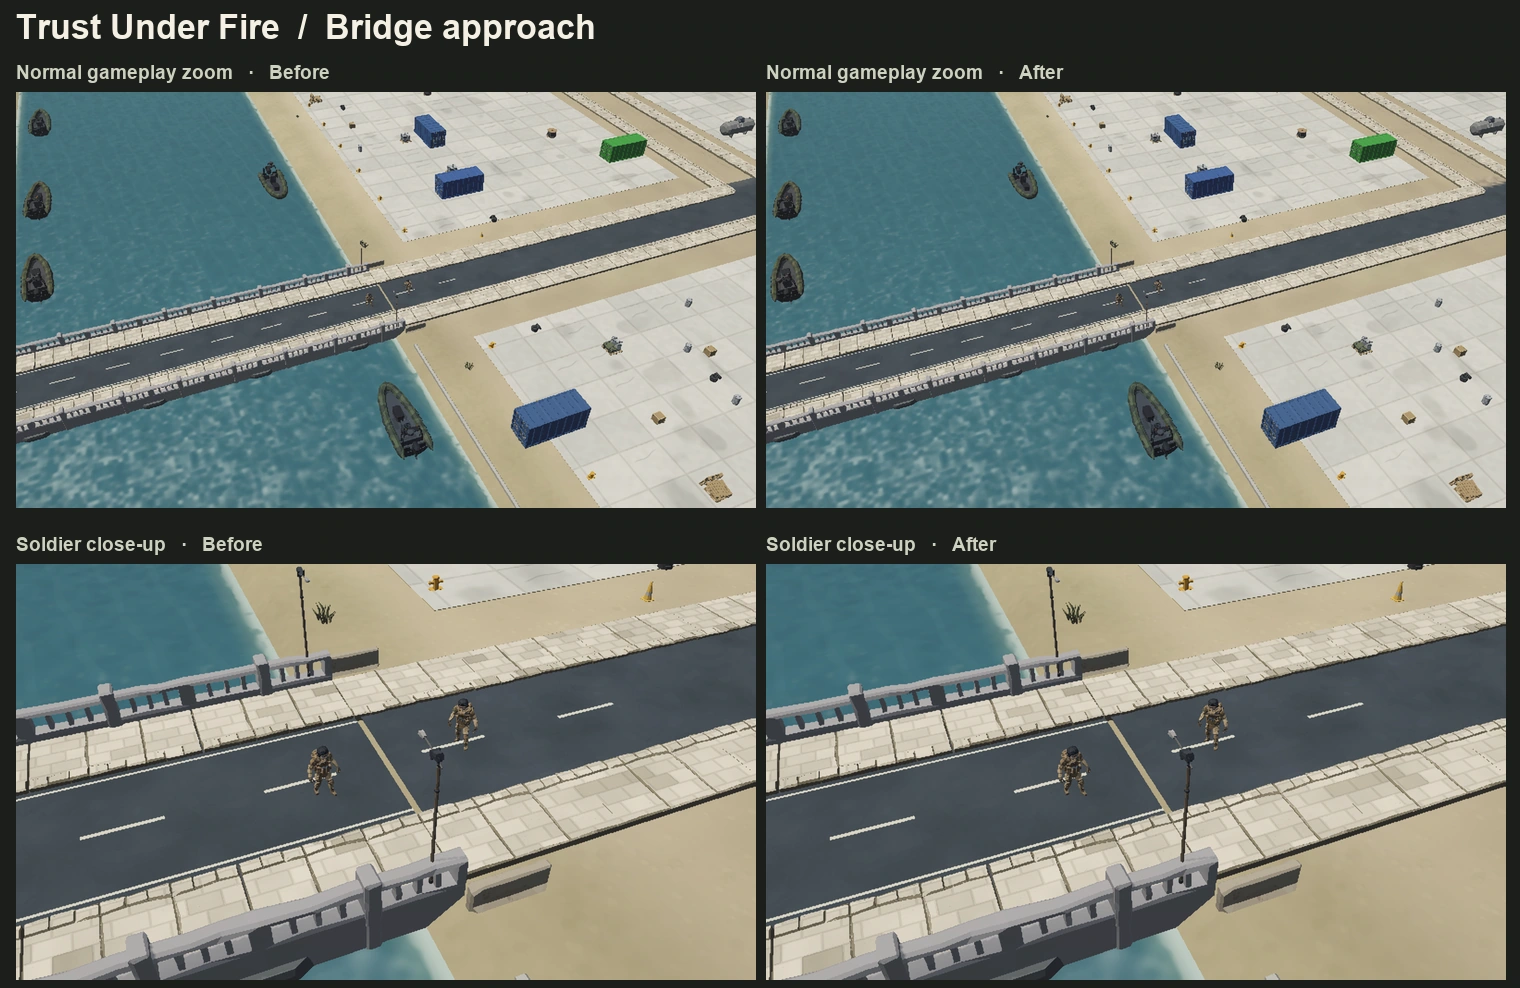 Trust Under Fire / Bridge approach
Normal gameplay zoom · Before
Normal gameplay zoom · After
Soldier close-up · Before
Soldier close-up · After